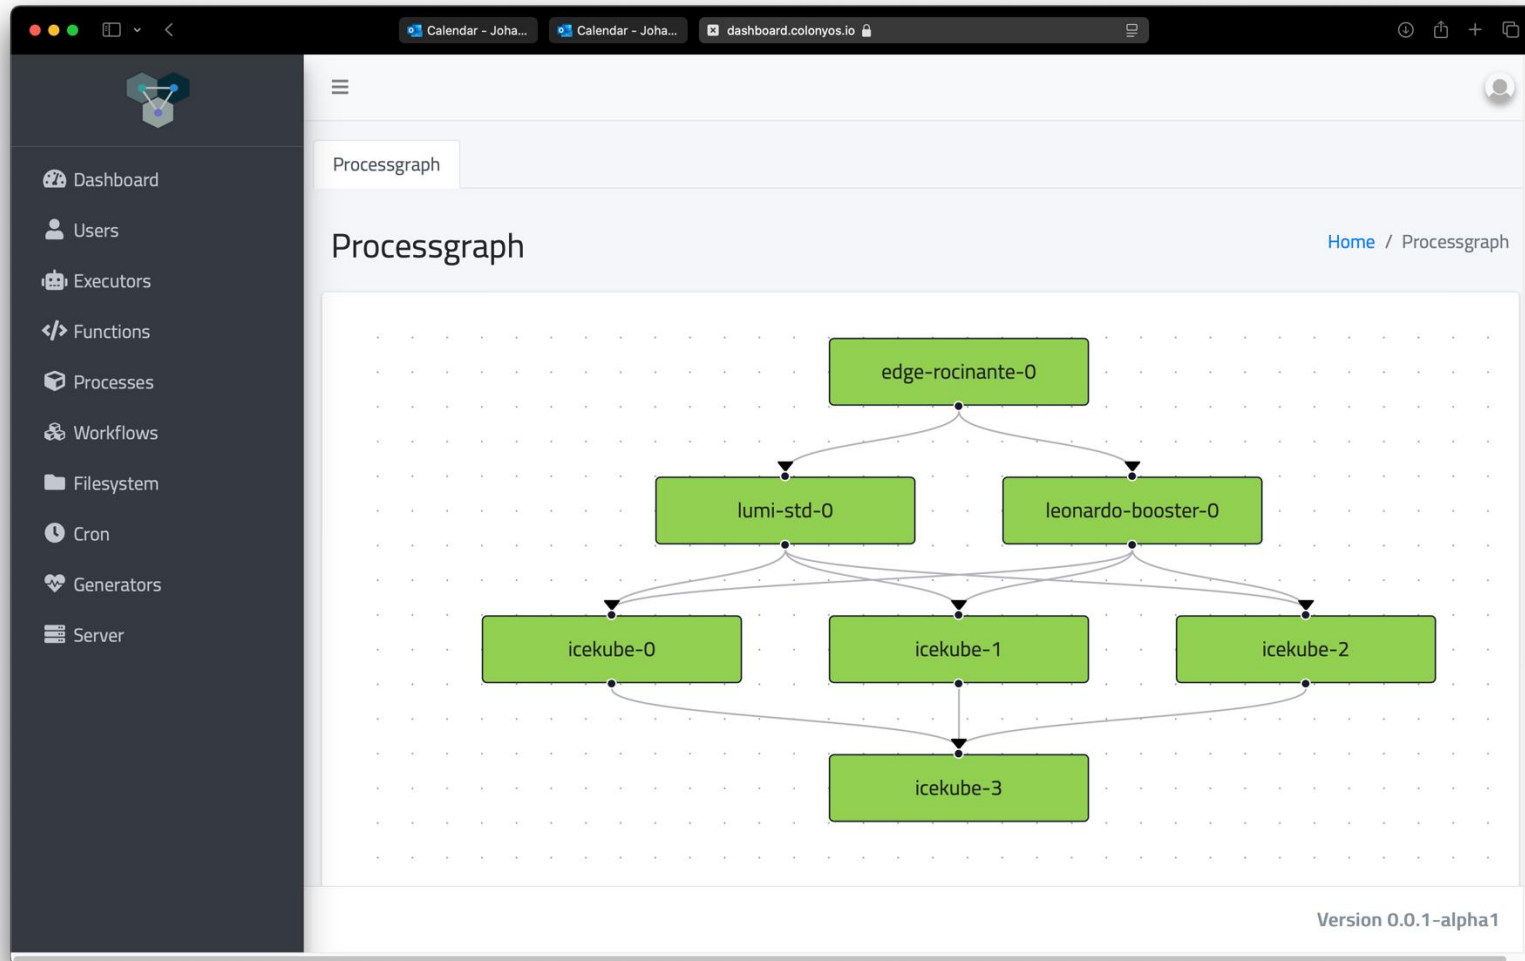 Calendar - Joha...
Calendar - Joha...
dashboard.colonyos.io
Dashboard
Users
Executors
Functions
Processes
Workflows
Filesystem
Cron
Generators
Server
Processgraph
Processgraph
Home / Processgraph
edge-rocinante-0
lumi-std-0
leonardo-booster-0
icekube-0
icekube-1
icekube-2
icekube-3
Version 0.0.1-alpha1